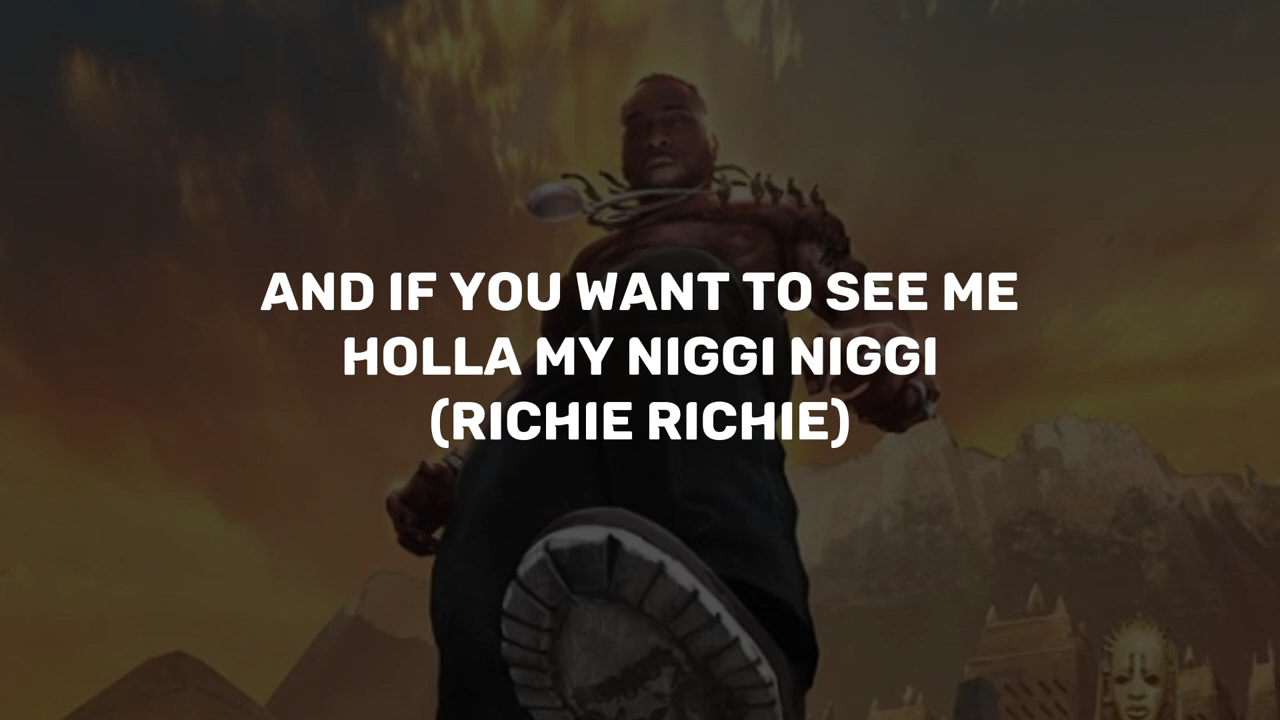 AND IF YOU WANT TO SEE ME
HOLLA MY NIGGI NIGGI
(RICHIE RICHIE)